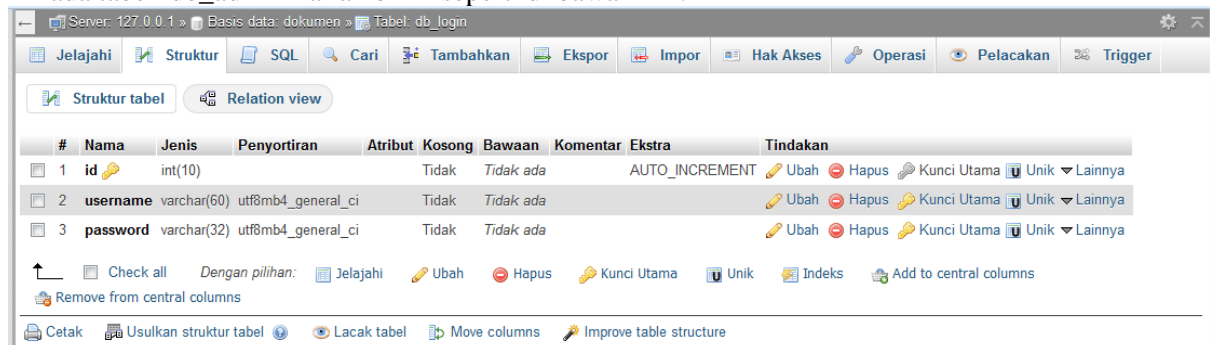 Server: 127.0.0.1 » Basis data: dokumen » Tabel: db_login
Jelajahi Struktur SQL Cari Tambahkan Ekspor Impor Hak Akses Operasi Pelacakan Trigger
Struktur tabel Relation view
# Nama Jenis Penyortiran Atribut Kosong Bawaan Komentar Ekstra Tindakan
1 id int(10) Tidak Tidak ada AUTO_INCREMENT Ubah Hapus Kunci Utama Unik Lainnya
2 username varchar(60) utf8mb4_general_ci Tidak Tidak ada Ubah Hapus Kunci Utama Unik Lainnya
3 password varchar(32) utf8mb4_general_ci Tidak Tidak ada Ubah Hapus Kunci Utama Unik Lainnya
Check all Dengan pilihan: Jelajahi Ubah Hapus Kunci Utama Unik Indeks Add to central columns
Remove from central columns
Cetak Usulkan struktur tabel Lacak tabel Move columns Improve table structure